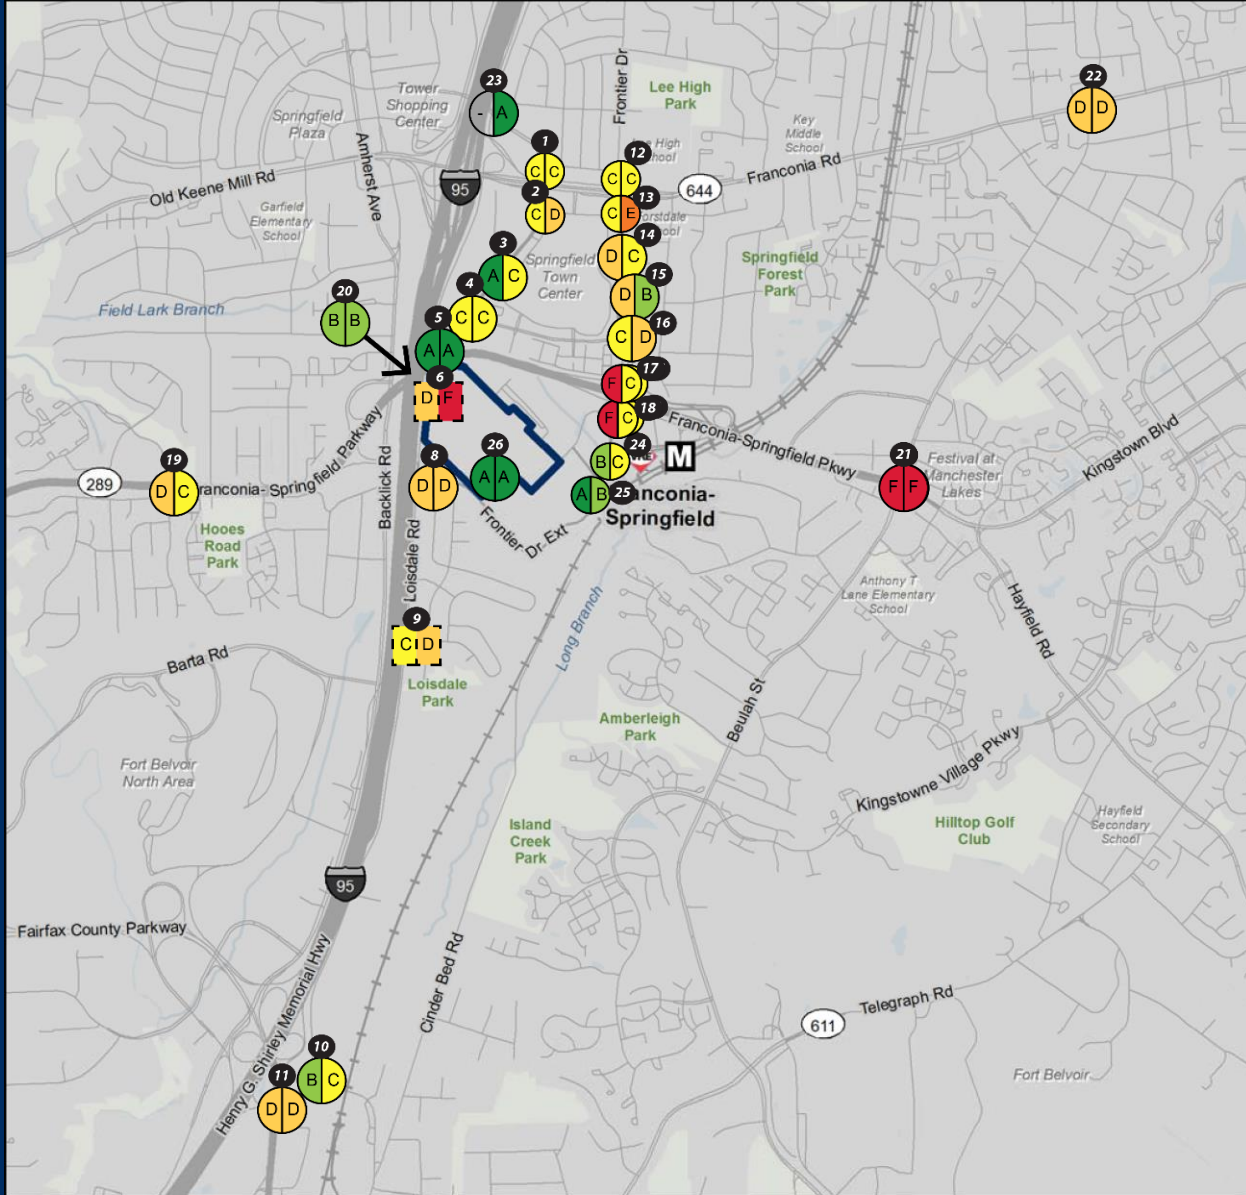 23
Tower
Shopping
Center
- A
Frontier Dr
Lee High
Park
22
D D
Springfield
Plaza
Amherst Ave
1
C C
12
C C
Key
Middle
School
Franconia Rd
644
95
Old Keene Mill Rd
2
C D
13
C E
Garfield
Elementary
School
3
A C
Springfield
Town
Center
14
D C
Springfield
Forest
Park
15
D B
Field Lark Branch
20
B B
4
C C
5
A A
16
C D
6
D F
17
F C
18
F C
Franconia-Springfield Pkwy
289
19
D C
ranconia- Springfield Parkway
Backlick Rd
8
D D
26
A A
24
B C
M
21
F F
Festival at
Manchester
Lakes
Kingstown Blvd
A B
25
anconia-
Springfield
Hooes
Road
Park
Frontier
Dr-Ext
Loisdale Rd
Long Branch
Anthony T
Lane Elementary
School
Hayfield Rd
9
C D
Barta Rd
Loisdale
Park
Amberleigh
Park
Beulah St
Fort Belvoir
North Area
Kingstowne Village Pkwy
Island
Creek
Park
Hilltop Golf
Club
Hayfield
Secondary
School
95
Fairfax County Parkway
Henry G. Shirley Memorial Hwy
Cinder Bed Rd
Telegraph Rd
611
10
B C
11
D D
Fort Belvoir